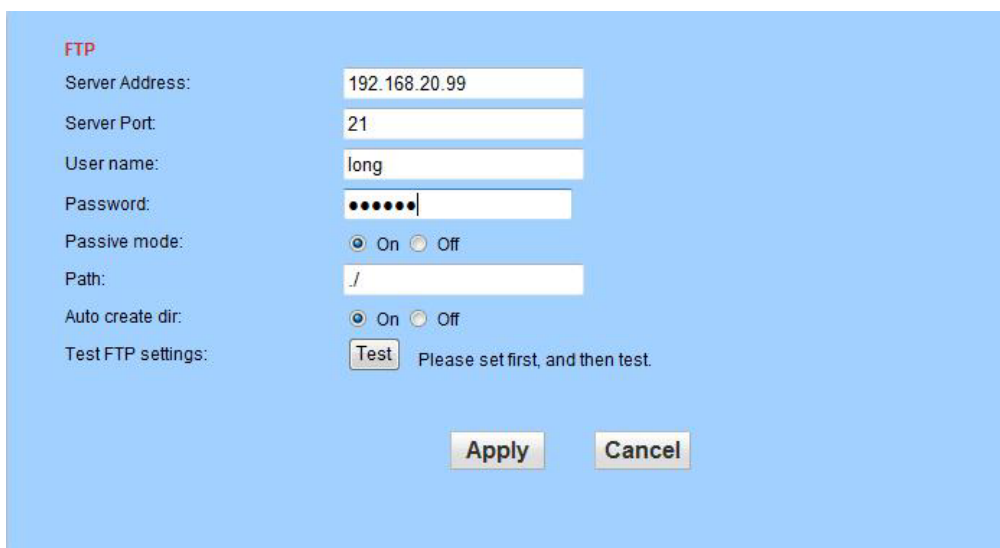 FTP
Server Address: 192.168.20.99
Server Port: 21
User name: long
Password: ●●●●●●
Passive mode: On Off
Path: ./
Auto create dir: On Off
Test FTP settings: Test Please set first, and then test.
Apply Cancel